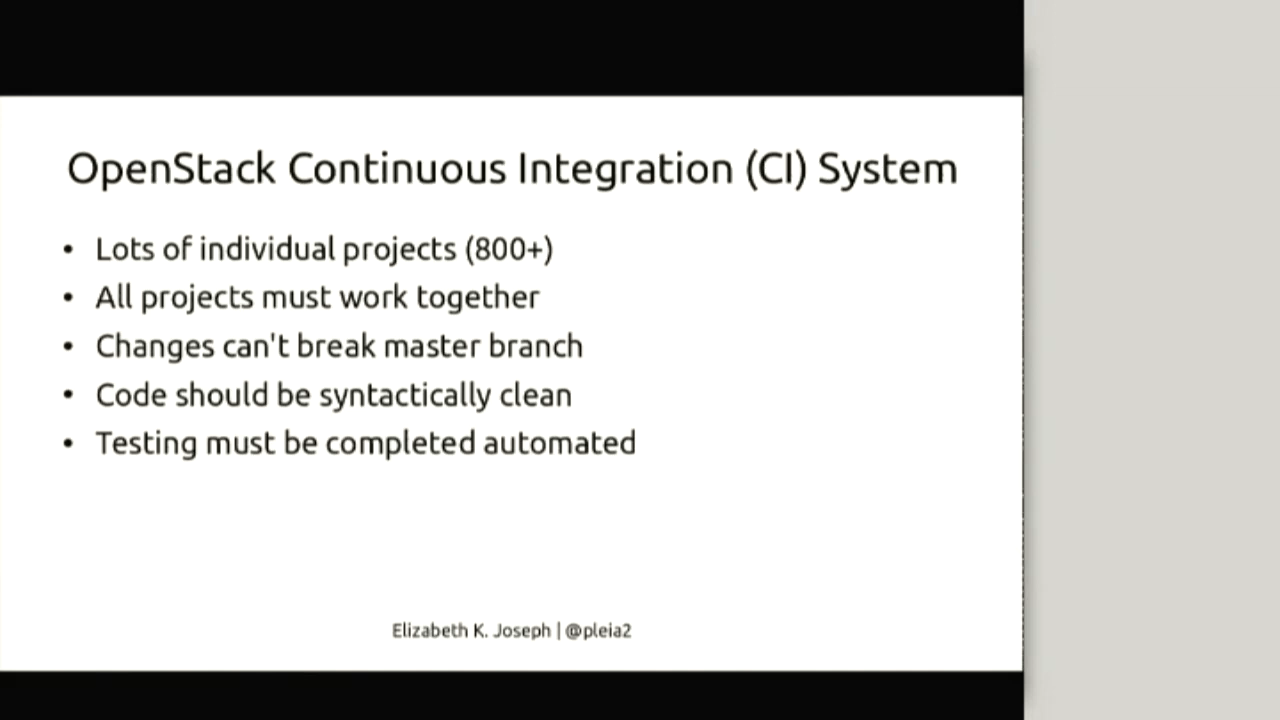 OpenStack Continuous Integration (CI) System
• Lots of individual projects (800+)
• All projects must work together
• Changes can't break master branch
• Code should be syntactically clean
• Testing must be completed automated
Elizabeth K. Joseph | @pleia2